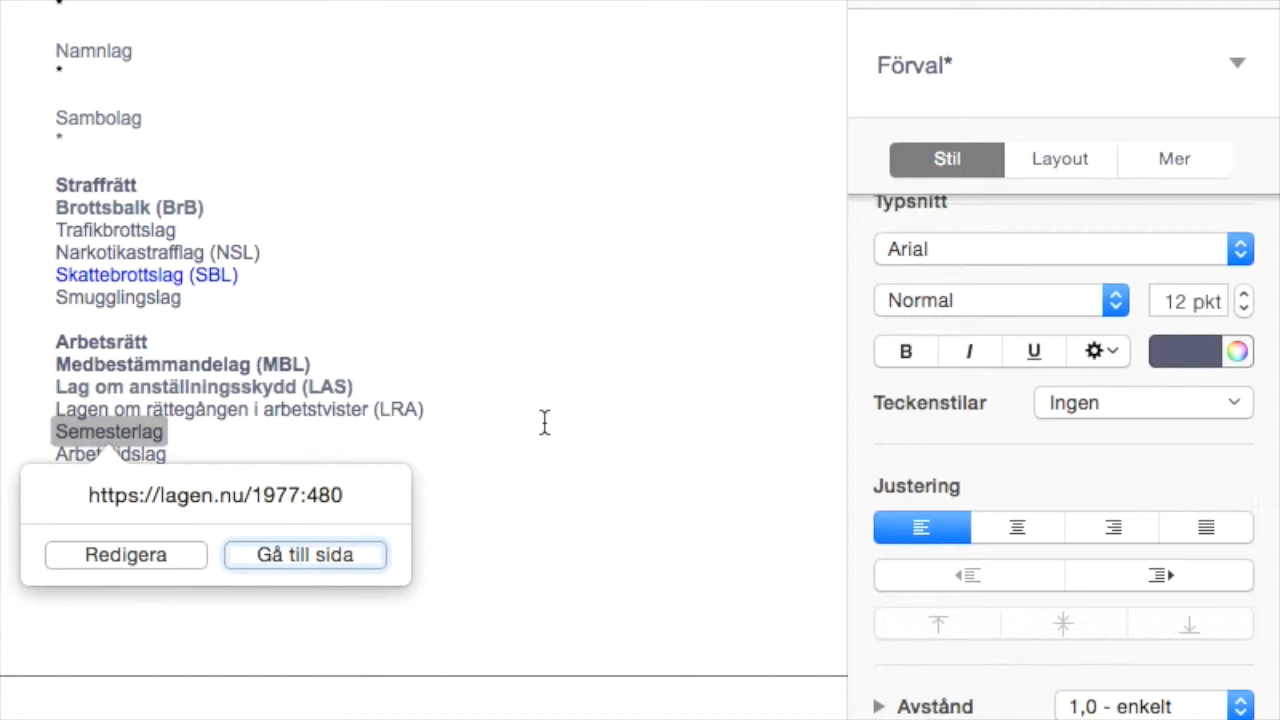 *
Namnlag
*
Sambolag
*
Straffrätt
Brottsbalk (BrB)
Trafikbrottslag
Narkotikastrafflag (NSL)
Skattebrottslag (SBL)
Smugglingslag
Arbetsrätt
Medbestämmandelag (MBL)
Lag om anställningsskydd (LAS)
Lagen om rättegången i arbetstvister (LRA)
Semesterlag
https://lagen.nu/1977:480
Redigera
Gå till sida
Förval*
Stil
Layout
Mer
Typsnitt
Arial
Normal
12 pkt
B
I
U
Teckenstilar
Ingen
Justering
Avstånd
1,0 - enkelt